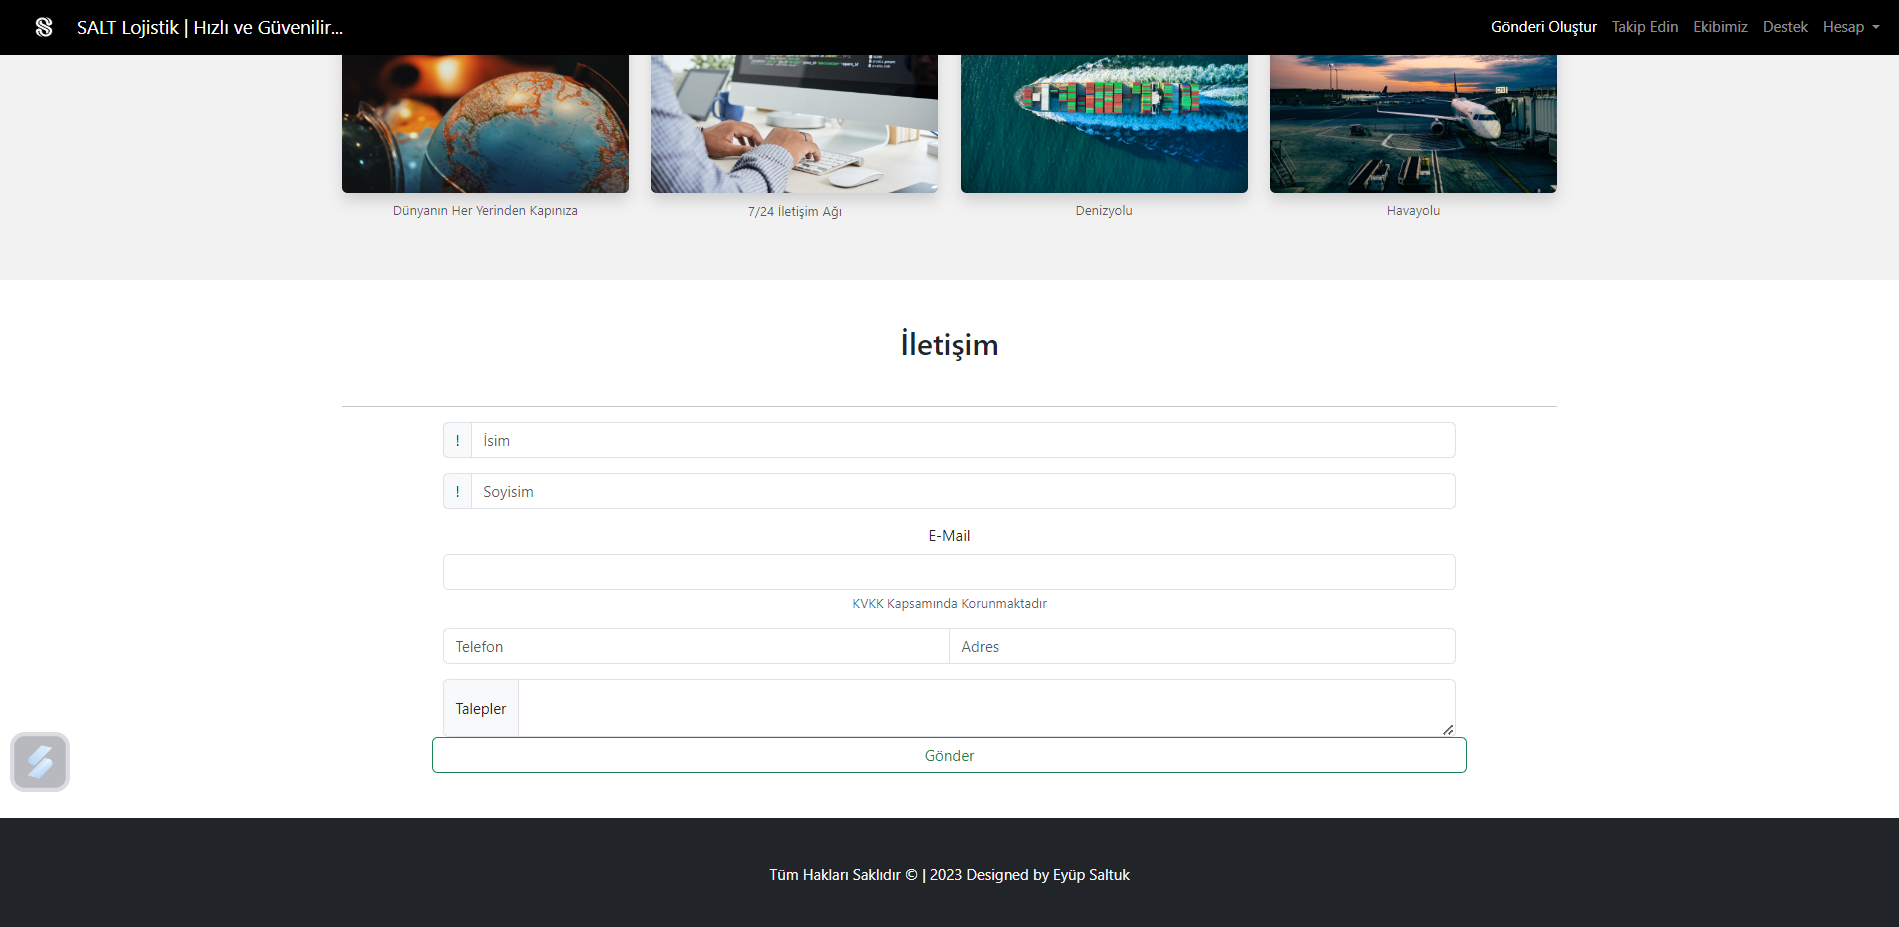 SALT Lojistik | Hızlı ve Güvenilir...
Gönderi Oluştur
Takip Edin
Ekibimiz
Destek
Hesap
Dünyanın Her Yerinden Kapınıza
7/24 İletişim Ağı
Denizyolu
Havayolu
İletişim
! İsim
! Soyisim
E-Mail
KVKK Kapsamında Korunmaktadır
Telefon
Adres
Talepler
Gönder
Tüm Hakları Saklıdır © | 2023 Designed by Eyüp Saltuk